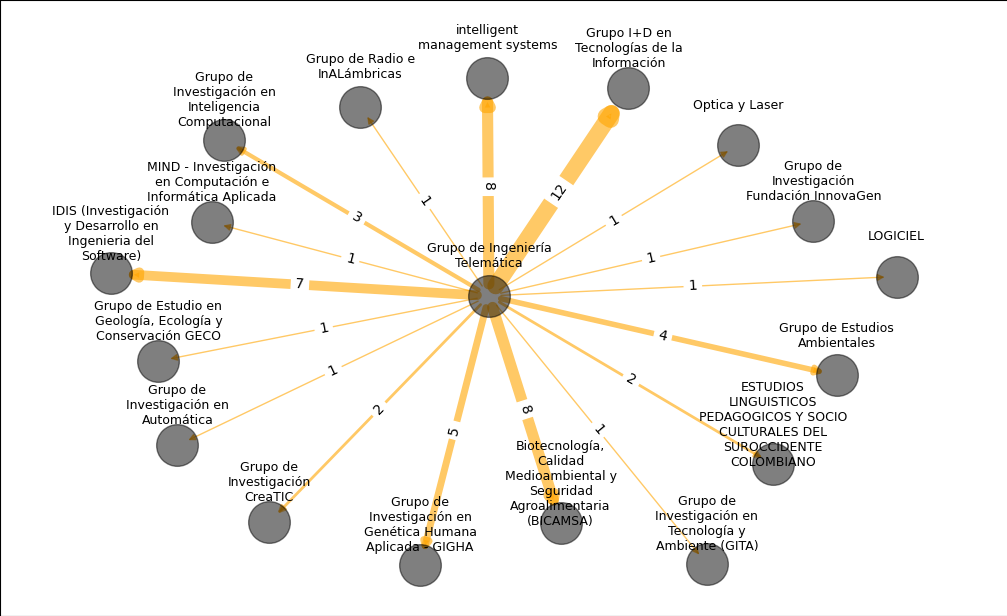 intelligent
management systems
Grupo I+D en
Tecnologías de la
Información
Grupo de Radio e
InALámbricas
Grupo de
Investigación en
Inteligencia
Computacional
Optica y Laser
MIND - Investigación
en Computación e
Informática Aplicada
Grupo de
Investigación
Fundación InnovaGen
IDIS (Investigación
y Desarrollo en
Ingenieria del
Software)
LOGICIEL
Grupo de Ingeniería
Telemática
Grupo de Estudio en
Geología, Ecología y
Conservación GECO
Grupo de Estudios
Ambientales
Grupo de
Investigación en
Automática
ESTUDIOS
LINGUISTICOS
PEDAGOGICOS Y SOCIO
CULTURALES DEL
SUROCCIDENTE
COLOMBIANO
Grupo de
Investigación
CreaTIC
Biotecnología,
Calidad
Medioambiental y
Seguridad
Agroalimentaria
(BICAMSA)
Grupo de
Investigación en
Genética Humana
Aplicada - GIGHA
Grupo de
Investigación en
Tecnología y
Ambiente (GITA)
8
12
1
3
1
1
1
1
7
1
4
1
1
2
2
5
8
1